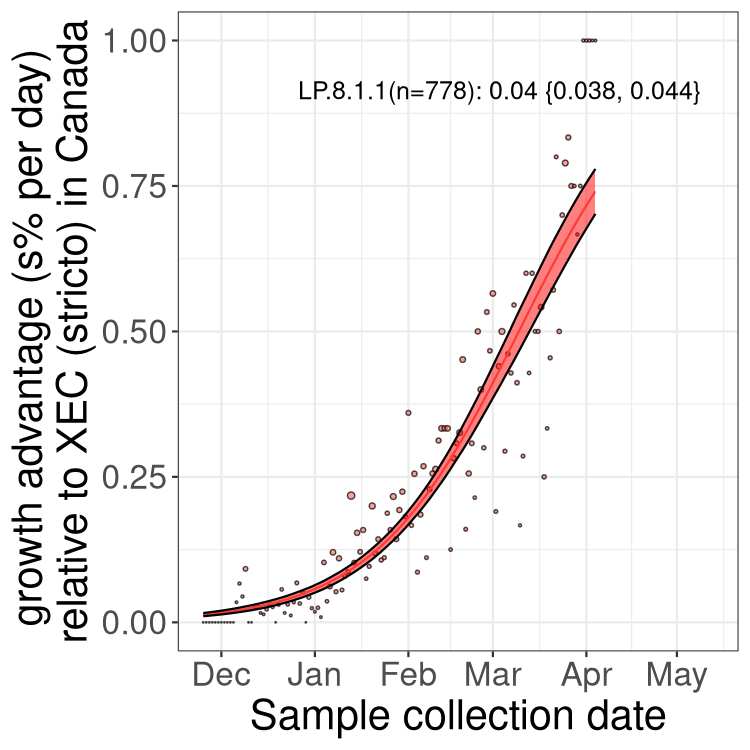 growth advantage (s% per day)
relative to XEC (stricto) in Canada
1.00
0.75
0.50
0.25
0.00
LP.8.1.1(n=778): 0.04 {0.038, 0.044}
Dec Jan Feb Mar Apr May
Sample collection date